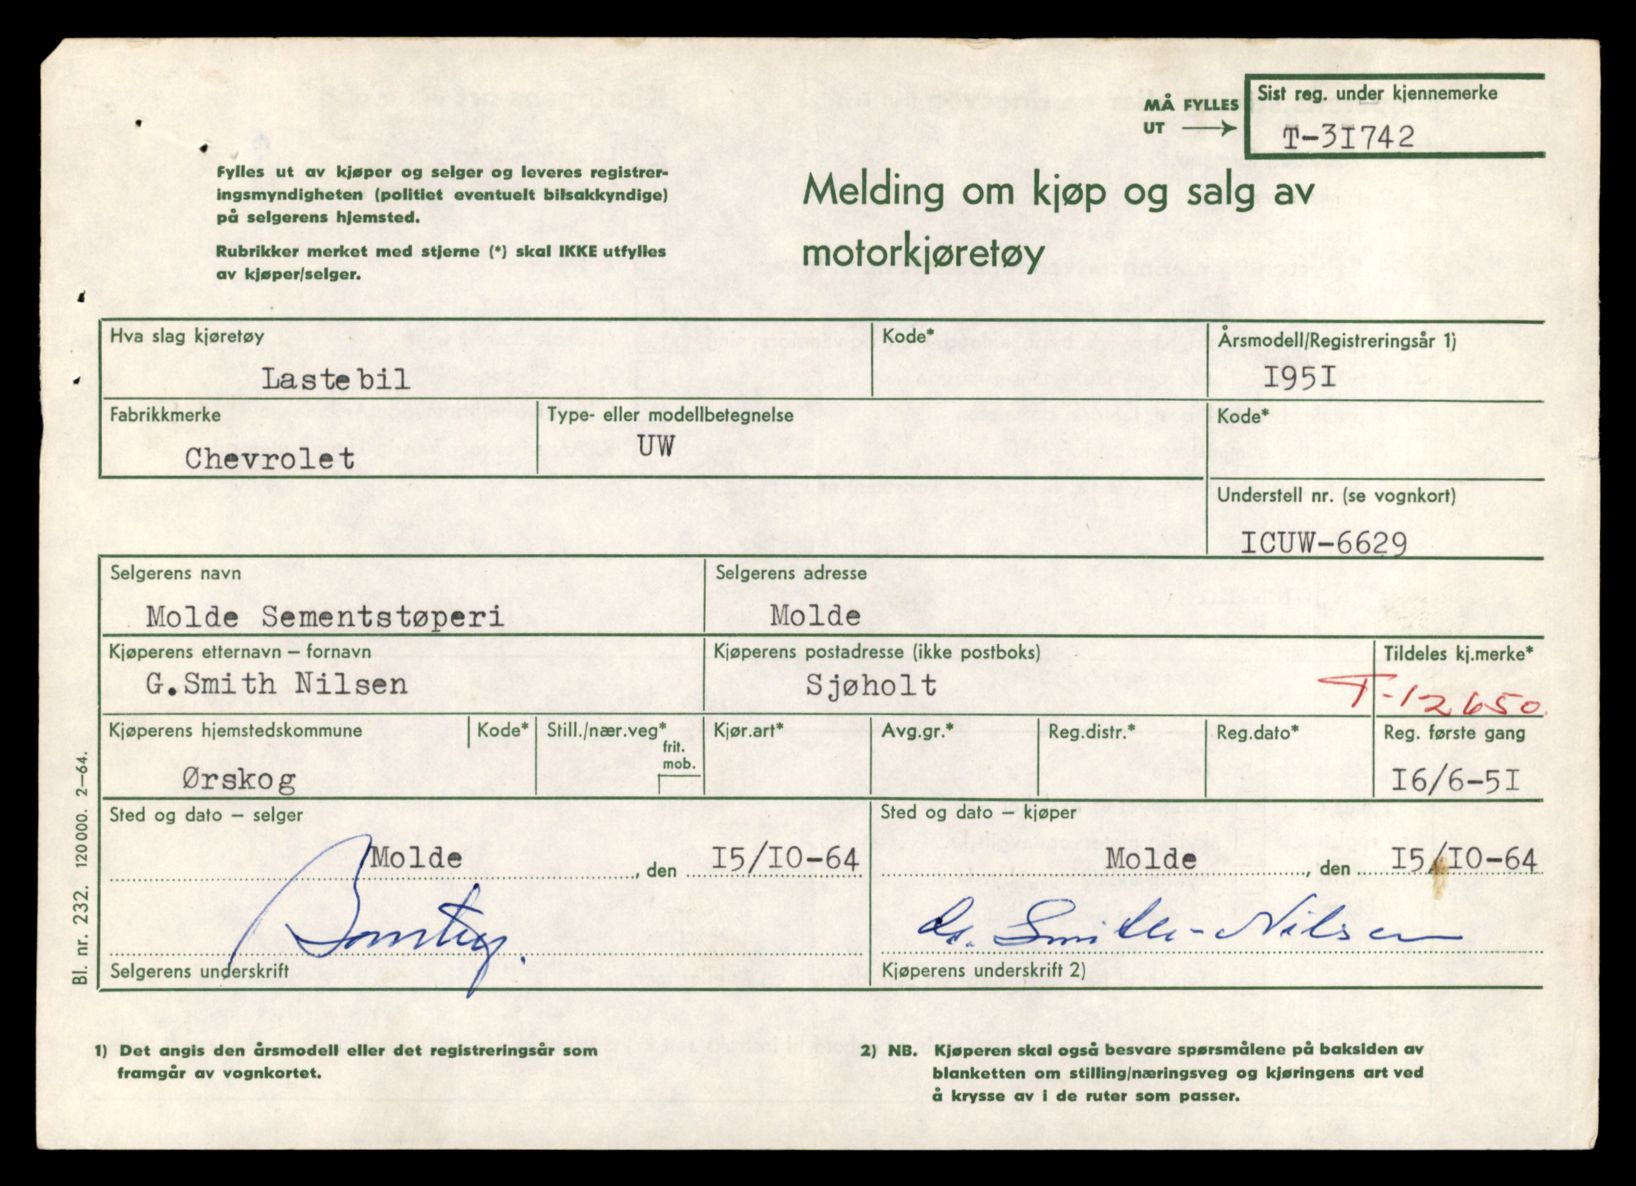 MÅ FYLLES UT
Sist reg. under kjennemerke
T-3I742
Fylles ut av kjøper og selger og leveres registrer-
ingsmyndigheten (politiet eventuelt bilsakkyndige)
på selgerens hjemsted.
Rubrikker merket med stjerne (*) skal IKKE utfylles
av kjøper/selger.
Melding om kjøp og salg av
motorkjøretøy
Hva slag kjøretøy
Lastebil
Kode*
Årsmodell/Registreringsår 1)
I95I
Fabrikkmerke
Chevrolet
Type- eller modellbetegnelse
UW
Kode*
Understell nr. (se vognkort)
ICUW-6629
Selgerens navn
Molde Sementstøperi
Selgerens adresse
Molde
Kjøperens etternavn – fornavn
G.Smith Nilsen
Kjøperens postadresse (ikke postboks)
Sjøholt
Tildeles kj.merke*
T-12650.
Kjøperens hjemstedskommune
Ørskog
Kode*
Still./nær.veg*
frit.
mob.
Kjør.art*
Avg.gr.*
Reg.distr.*
Reg.dato*
Reg. første gang
I6/6-5I
Sted og dato – selger
Molde, den I5/IO-64
Selgerens underskrift
Sted og dato – kjøper
Molde, den I5/IO-64
G. Smith-Nilsen
Kjøperens underskrift 2)
Bl. nr. 232. 120000. 2–64.
1) Det angis den årsmodell eller det registreringsår som
framgår av vognkortet.
2) NB. Kjøperen skal også besvare spørsmålene på baksiden av
blanketten om stilling/næringsveg og kjøringens art ved
å krysse av i de ruter som passer.